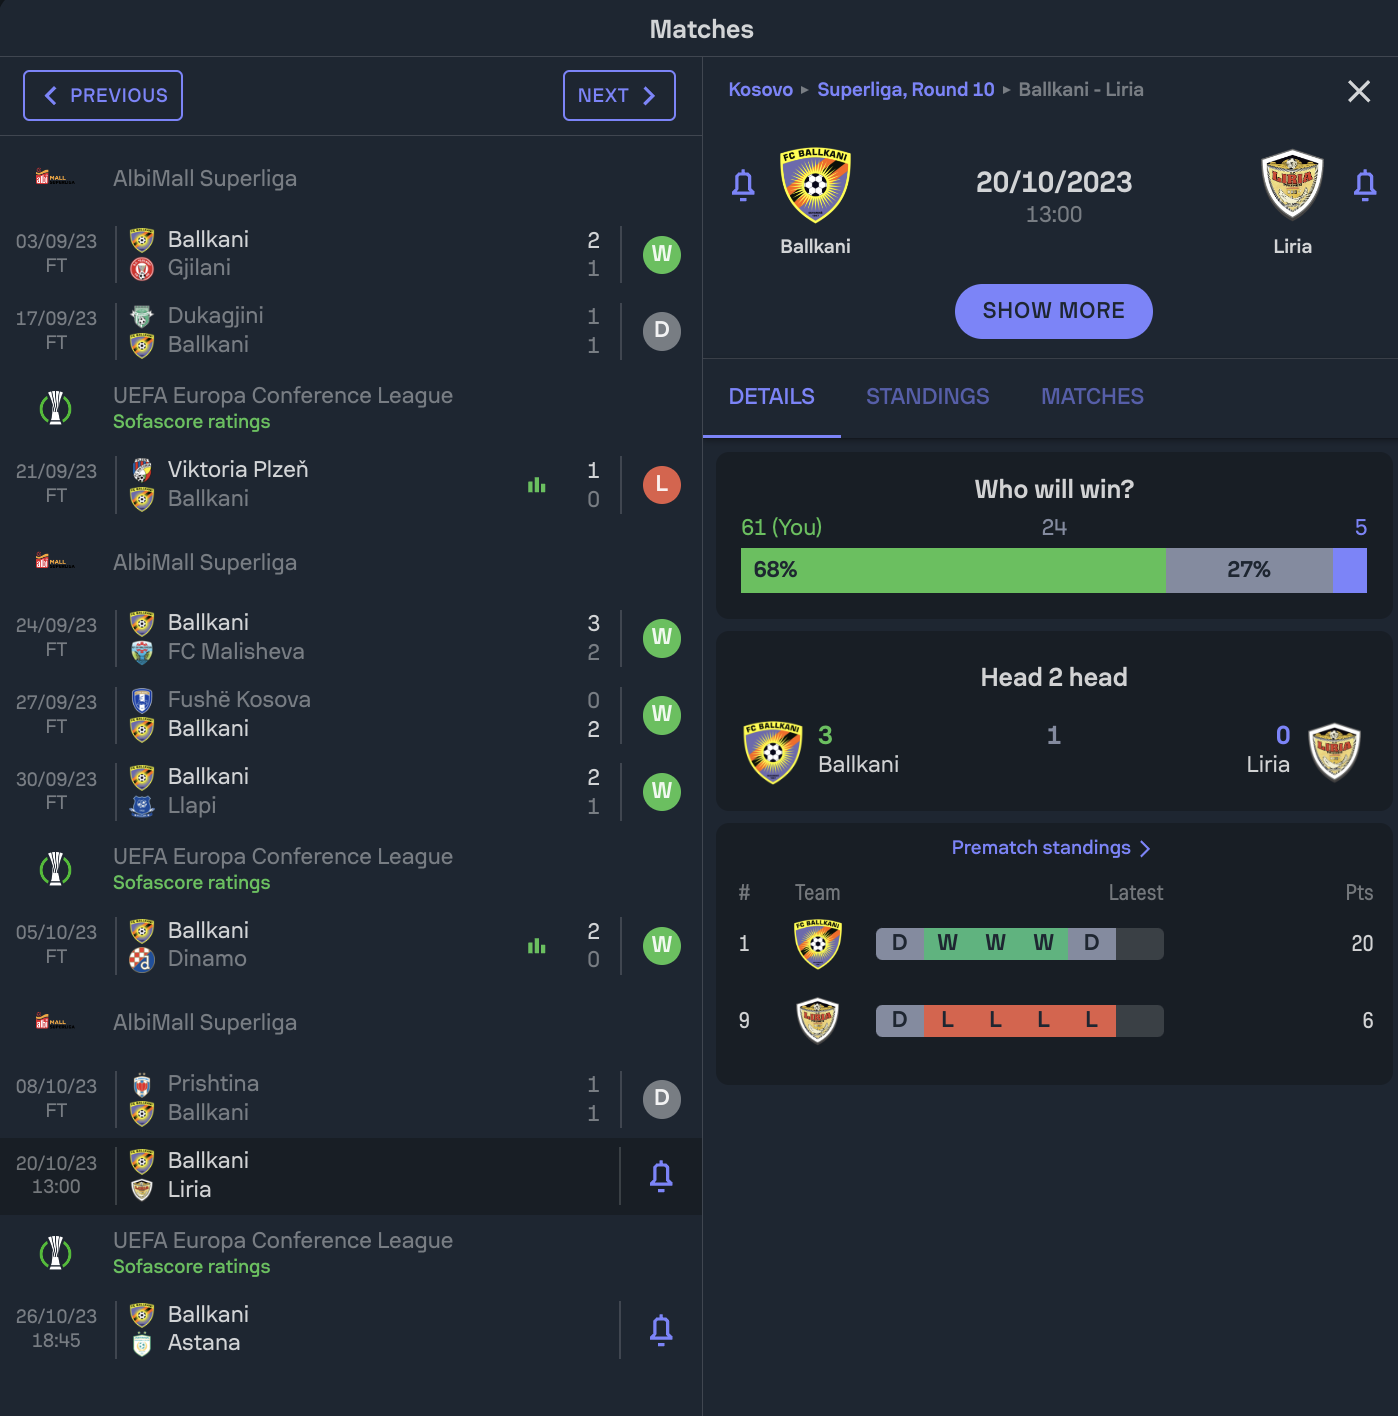 Matches
PREVIOUS
NEXT
AlbiMall Superliga
03/09/23
FT
Ballkani
Gjilani
2
1
W
17/09/23
FT
Dukagjini
Ballkani
1
1
D
UEFA Europa Conference League
Sofascore ratings
21/09/23
FT
Viktoria Plzeň
Ballkani
1
0
L
AlbiMall Superliga
24/09/23
FT
Ballkani
FC Malisheva
3
2
W
27/09/23
FT
Fushë Kosova
Ballkani
0
2
W
30/09/23
FT
Ballkani
Llapi
2
1
W
UEFA Europa Conference League
Sofascore ratings
05/10/23
FT
Ballkani
Dinamo
2
0
W
AlbiMall Superliga
08/10/23
FT
Prishtina
Ballkani
1
1
D
20/10/23
13:00
Ballkani
Liria
UEFA Europa Conference League
Sofascore ratings
26/10/23
18:45
Ballkani
Astana
Kosovo ▸ Superliga, Round 10 ▸ Ballkani - Liria
FC BALLKANI
Ballkani
20/10/2023
13:00
LIRIA
Liria
SHOW MORE
DETAILS STANDINGS MATCHES
Who will win?
61 (You) 24 5
68% 27%
Head 2 head
FC BALLKANI
3
Ballkani
1
0
Liria
LIRIA
Prematch standings
# Team Latest Pts
1 FC BALLKANI D W W W D 20
9 LIRIA D L L L L 6